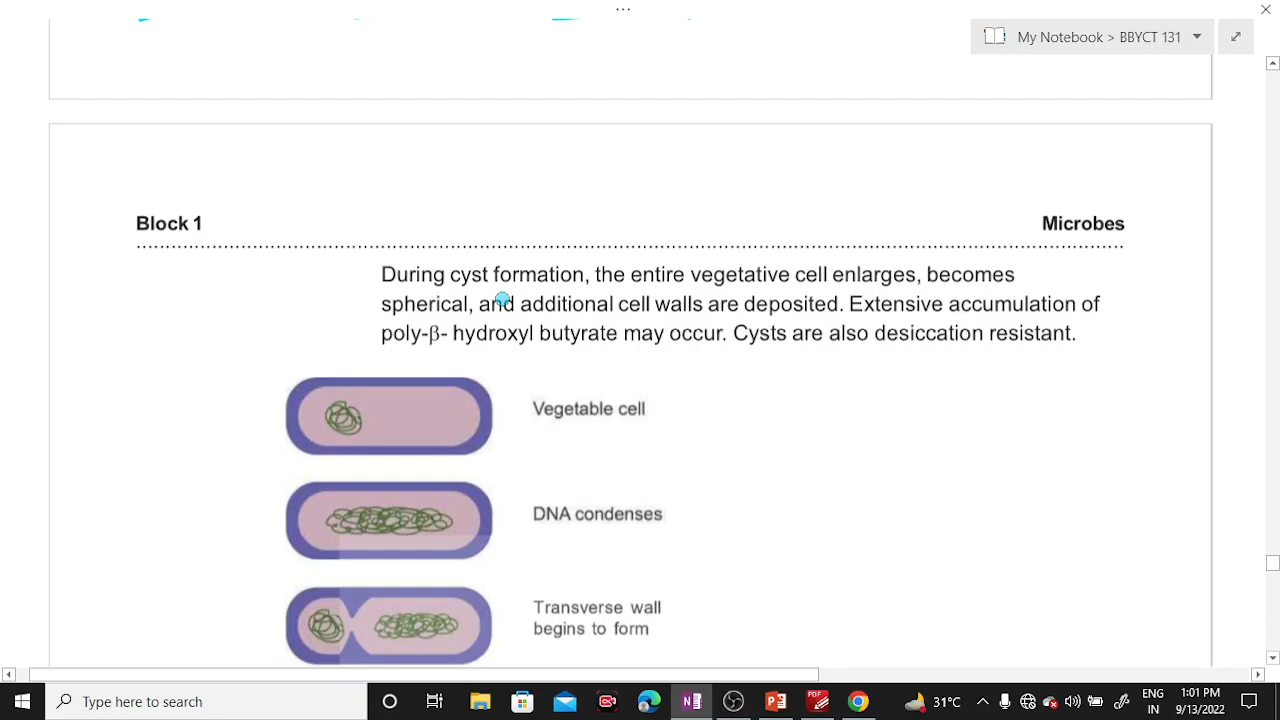 ...
My Notebook > BBYCT 131
Block 1
Microbes
During cyst formation, the entire vegetative cell enlarges, becomes
spherical, and additional cell walls are deposited. Extensive accumulation of
poly-β- hydroxyl butyrate may occur. Cysts are also desiccation resistant.
Vegetable cell
DNA condenses
Transverse wall
begins to form
Type here to search
31°C
ENG
IN
1:01 PM
9/13/2022